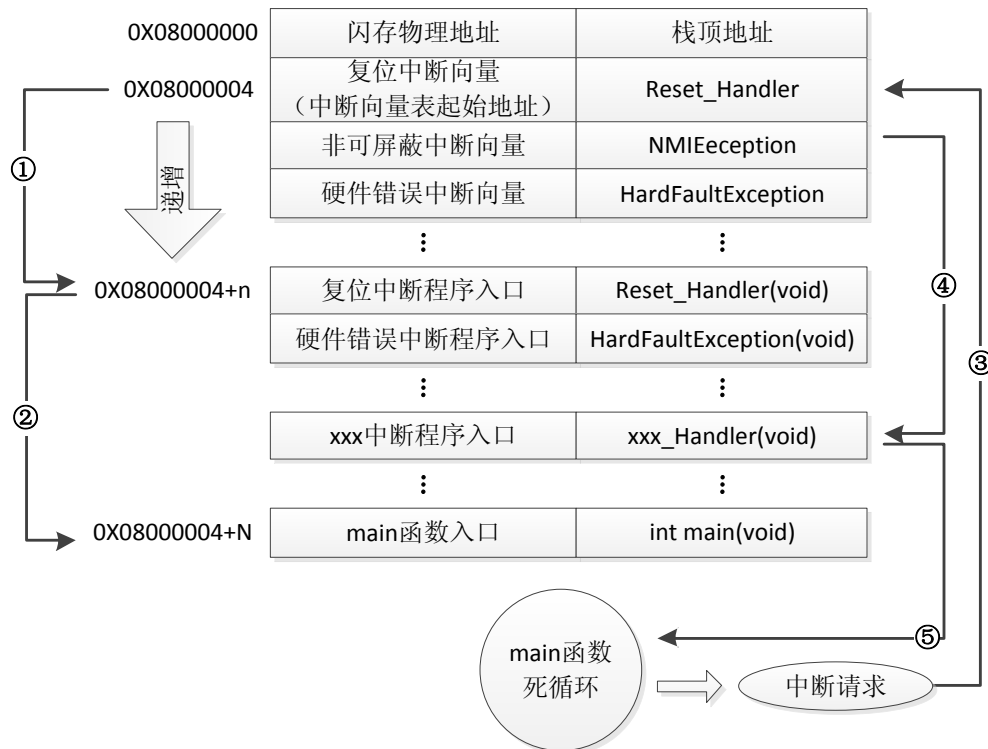 0X08000000
闪存物理地址
栈顶地址
0X08000004
复位中断向量
（中断向量表起始地址）
Reset_Handler
非可屏蔽中断向量
NMIEeception
硬件错误中断向量
HardFaultException
①
递增
⋮
⋮
0X08000004+n
复位中断程序入口
Reset_Handler(void)
④
硬件错误中断程序入口
HardFaultException(void)
③
⋮
⋮
②
xxx中断程序入口
xxx_Handler(void)
⋮
⋮
0X08000004+N
main函数入口
int main(void)
⑤
main函数
死循环
中断请求